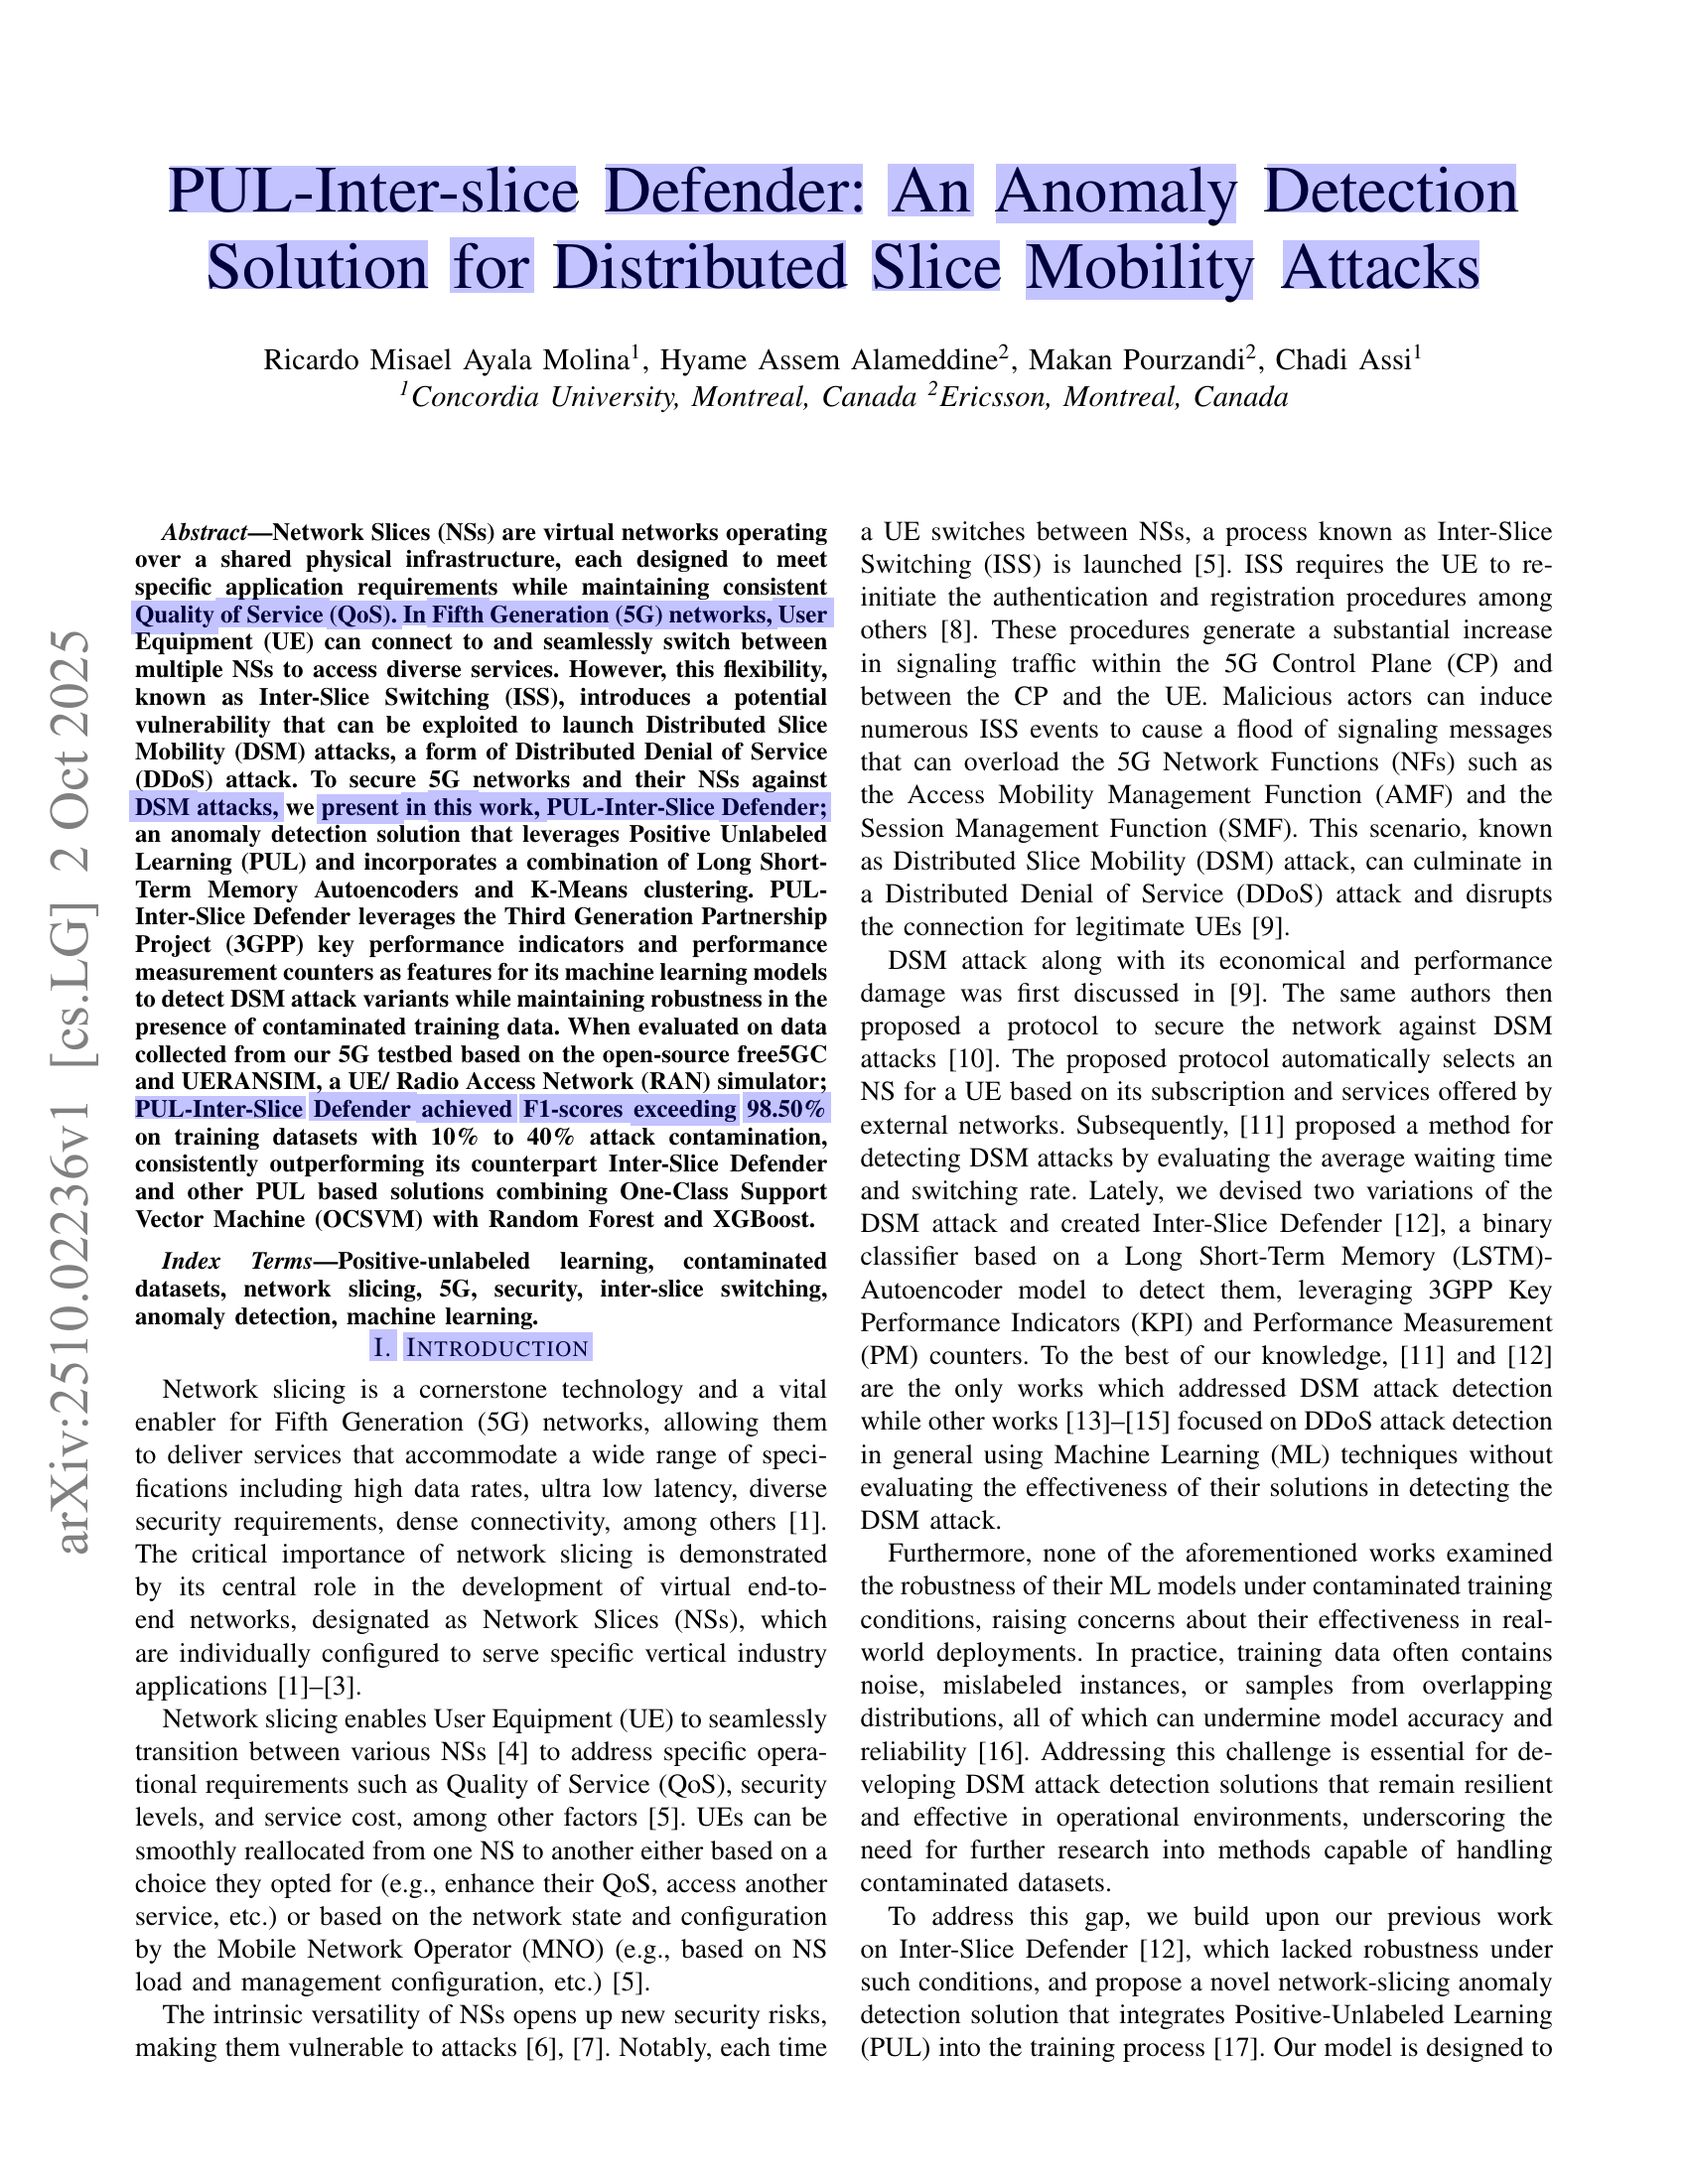 PUL-Inter-slice Defender: An Anomaly Detection
Solution for Distributed Slice Mobility Attacks
Ricardo Misael Ayala Molina1, Hyame Assem Alameddine2, Makan Pourzandi2, Chadi Assi1
1Concordia University, Montreal, Canada 2Ericsson, Montreal, Canada
arXiv:2510.02236v1 [cs.LG] 2 Oct 2025
Abstract—Network Slices (NSs) are virtual networks operating
over a shared physical infrastructure, each designed to meet
specific application requirements while maintaining consistent
Quality of Service (QoS). In Fifth Generation (5G) networks, User
Equipment (UE) can connect to and seamlessly switch between
multiple NSs to access diverse services. However, this flexibility,
known as Inter-Slice Switching (ISS), introduces a potential
vulnerability that can be exploited to launch Distributed Slice
Mobility (DSM) attacks, a form of Distributed Denial of Service
(DDoS) attack. To secure 5G networks and their NSs against
DSM attacks, we present in this work, PUL-Inter-Slice Defender;
an anomaly detection solution that leverages Positive Unlabeled
Learning (PUL) and incorporates a combination of Long Short-
Term Memory Autoencoders and K-Means clustering. PUL-
Inter-Slice Defender leverages the Third Generation Partnership
Project (3GPP) key performance indicators and performance
measurement counters as features for its machine learning models
to detect DSM attack variants while maintaining robustness in the
presence of contaminated training data. When evaluated on data
collected from our 5G testbed based on the open-source free5GC
and UERANSIM, a UE/ Radio Access Network (RAN) simulator;
PUL-Inter-Slice Defender achieved F1-scores exceeding 98.50%
on training datasets with 10% to 40% attack contamination,
consistently outperforming its counterpart Inter-Slice Defender
and other PUL based solutions combining One-Class Support
Vector Machine (OCSVM) with Random Forest and XGBoost.
Index Terms—Positive-unlabeled learning, contaminated
datasets, network slicing, 5G, security, inter-slice switching,
anomaly detection, machine learning.
I. INTRODUCTION
Network slicing is a cornerstone technology and a vital
enabler for Fifth Generation (5G) networks, allowing them
to deliver services that accommodate a wide range of speci-
fications including high data rates, ultra low latency, diverse
security requirements, dense connectivity, among others [1].
The critical importance of network slicing is demonstrated
by its central role in the development of virtual end-to-
end networks, designated as Network Slices (NSs), which
are individually configured to serve specific vertical industry
applications [1]–[3].
Network slicing enables User Equipment (UE) to seamlessly
transition between various NSs [4] to address specific opera-
tional requirements such as Quality of Service (QoS), security
levels, and service cost, among other factors [5]. UEs can be
smoothly reallocated from one NS to another either based on a
choice they opted for (e.g., enhance their QoS, access another
service, etc.) or based on the network state and configuration
by the Mobile Network Operator (MNO) (e.g., based on NS
load and management configuration, etc.) [5].
The intrinsic versatility of NSs opens up new security risks,
making them vulnerable to attacks [6], [7]. Notably, each time
a UE switches between NSs, a process known as Inter-Slice
Switching (ISS) is launched [5]. ISS requires the UE to re-
initiate the authentication and registration procedures among
others [8]. These procedures generate a substantial increase
in signaling traffic within the 5G Control Plane (CP) and
between the CP and the UE. Malicious actors can induce
numerous ISS events to cause a flood of signaling messages
that can overload the 5G Network Functions (NFs) such as
the Access Mobility Management Function (AMF) and the
Session Management Function (SMF). This scenario, known
as Distributed Slice Mobility (DSM) attack, can culminate in
a Distributed Denial of Service (DDoS) attack and disrupts
the connection for legitimate UEs [9].
DSM attack along with its economical and performance
damage was first discussed in [9]. The same authors then
proposed a protocol to secure the network against DSM
attacks [10]. The proposed protocol automatically selects an
NS for a UE based on its subscription and services offered by
external networks. Subsequently, [11] proposed a method for
detecting DSM attacks by evaluating the average waiting time
and switching rate. Lately, we devised two variations of the
DSM attack and created Inter-Slice Defender [12], a binary
classifier based on a Long Short-Term Memory (LSTM)-
Autoencoder model to detect them, leveraging 3GPP Key
Performance Indicators (KPI) and Performance Measurement
(PM) counters. To the best of our knowledge, [11] and [12]
are the only works which addressed DSM attack detection
while other works [13]–[15] focused on DDoS attack detection
in general using Machine Learning (ML) techniques without
evaluating the effectiveness of their solutions in detecting the
DSM attack.
Furthermore, none of the aforementioned works examined
the robustness of their ML models under contaminated training
conditions, raising concerns about their effectiveness in real-
world deployments. In practice, training data often contains
noise, mislabeled instances, or samples from overlapping
distributions, all of which can undermine model accuracy and
reliability [16]. Addressing this challenge is essential for de-
veloping DSM attack detection solutions that remain resilient
and effective in operational environments, underscoring the
need for further research into methods capable of handling
contaminated datasets.
To address this gap, we build upon our previous work
on Inter-Slice Defender [12], which lacked robustness under
such conditions, and propose a novel network-slicing anomaly
detection solution that integrates Positive-Unlabeled Learning
(PUL) into the training process [17]. Our model is designed to